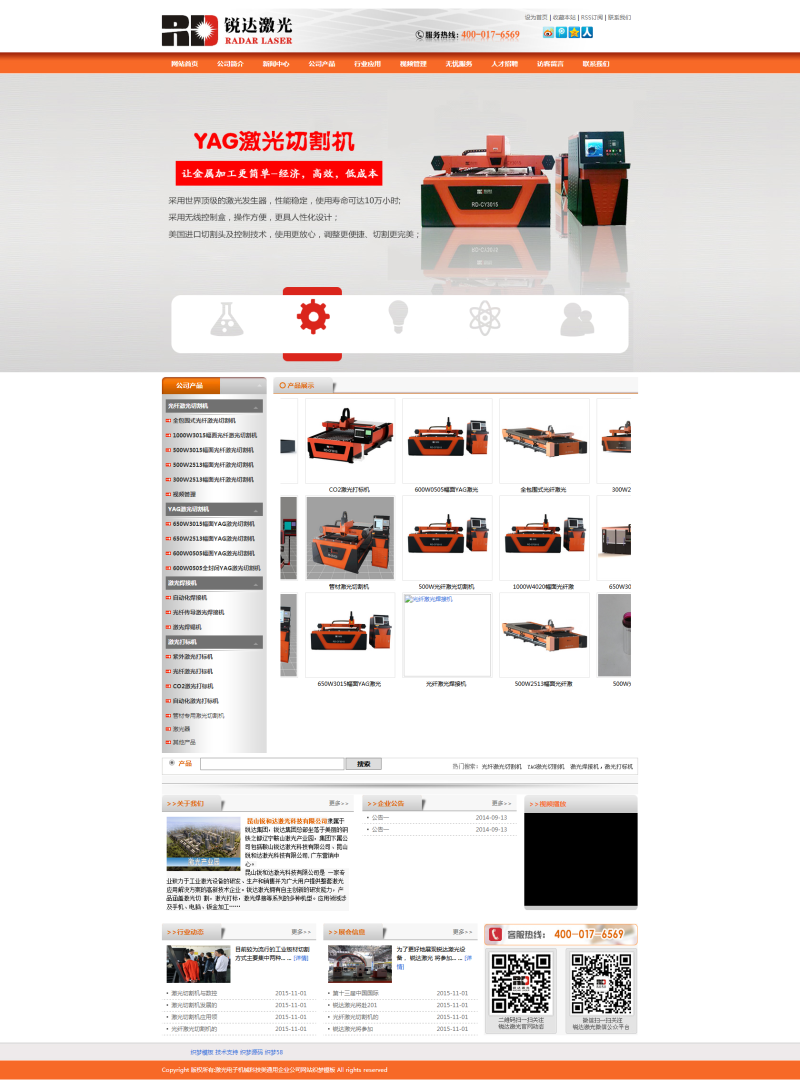 设为首页 | 收藏本站 | RSS订阅 | 联系我们
RD 锐达激光
RADAR LASER
服务热线: 400-017-6569
网站首页 公司简介 新闻中心 公司产品 行业应用 视频管理 无忧服务 人才招聘 访客留言 联系我们
YAG激光切割机
让金属加工更简单-经济，高效，低成本
采用世界顶级的激光发生器，性能稳定，使用寿命可达10万小时;
采用无线控制盒，操作方便，更具人性化设计；
美国进口切割头及控制技术，使用更放心，调整更便捷、切割更完美；
RD-CY3015
公司产品
光纤激光切割机
全包围式光纤激光切割机
1000W3015幅面光纤激光切割机
500W3015幅面光纤激光切割机
500W2513幅面光纤激光切割机
300W2513幅面光纤激光切割机
视频管理
YAG激光切割机
650W3015幅面YAG激光切割机
650W2513幅面YAG激光切割机
600W0505幅面YAG激光切割机
600W0505全封闭YAG激光切割机
激光焊接机
自动化焊接机
光纤传导激光焊接机
激光焊锡机
激光打标机
紫外激光打标机
光纤激光打标机
CO2激光打标机
自动化激光打标机
管材专用激光切割机
激光器
其他产品
产品展示
CO2激光打标机 600W0505幅面YAG激光 全包围式光纤激光 300W2
管材激光切割机 500W光纤激光切割机 1000W4020幅面光纤激 650W30
光纤激光焊接机
650W3015幅面YAG激光 光纤激光焊接机 500W2513幅面光纤激 500W
产品 搜索 热门搜索：光纤激光切割机 YAG激光切割机 激光焊接机，激光打标机
>>关于我们 更多>>
激光产业园
昆山锐和达激光科技有限公司隶属于
锐达集团，锐达集团总部坐落于美丽的钢
铁之都辽宁鞍山激光产业园，集团下属公
司包括鞍山锐达激光科技有限公司、昆山
锐和达激光科技有限公司,广东营销中
心。
昆山锐和达激光科技有限公司是 一家专
业致力于工业激光设备的研发、生产和销售并为广大用户提供整套激光
应用解决方案的高新技术企业。锐达激光拥有自主创新的研发能力，产
品涵盖激光切 割，激光打标，激光焊接等系列的多种机型。应用领域涉
及手机、电脑、钣金加工……
>>企业公告 更多>>
公告一 2014-09-13
公告一 2014-09-13
>>视频播放
>>行业动态 更多>>
目前较为流行的工业板材切割
方式主要集中两种... ... [详情]
激光切割机与数控 2015-11-01
激光切割机发展的 2015-11-01
激光切割机应用领 2015-11-01
光纤激光切割机的 2015-11-01
>>展会信息 更多>>
为了更好地展现锐达激光设
备，锐达激光 将参加... ... [详
情]
第十三届中国国际 2015-11-01
锐达激光将赴201 2015-11-01
光纤激光切割机的 2015-11-01
锐达激光将参加 2015-11-01
客服热线: 400-017-6569
二维码扫一扫关注
锐达激光官网动态
微信扫一扫关注
锐达激光微信公众平台
织梦模板 技术支持 织梦源码 织梦58
Copyright 版权所有:激光电子机械科技类通用企业公司网站织梦模板 All rights reserved